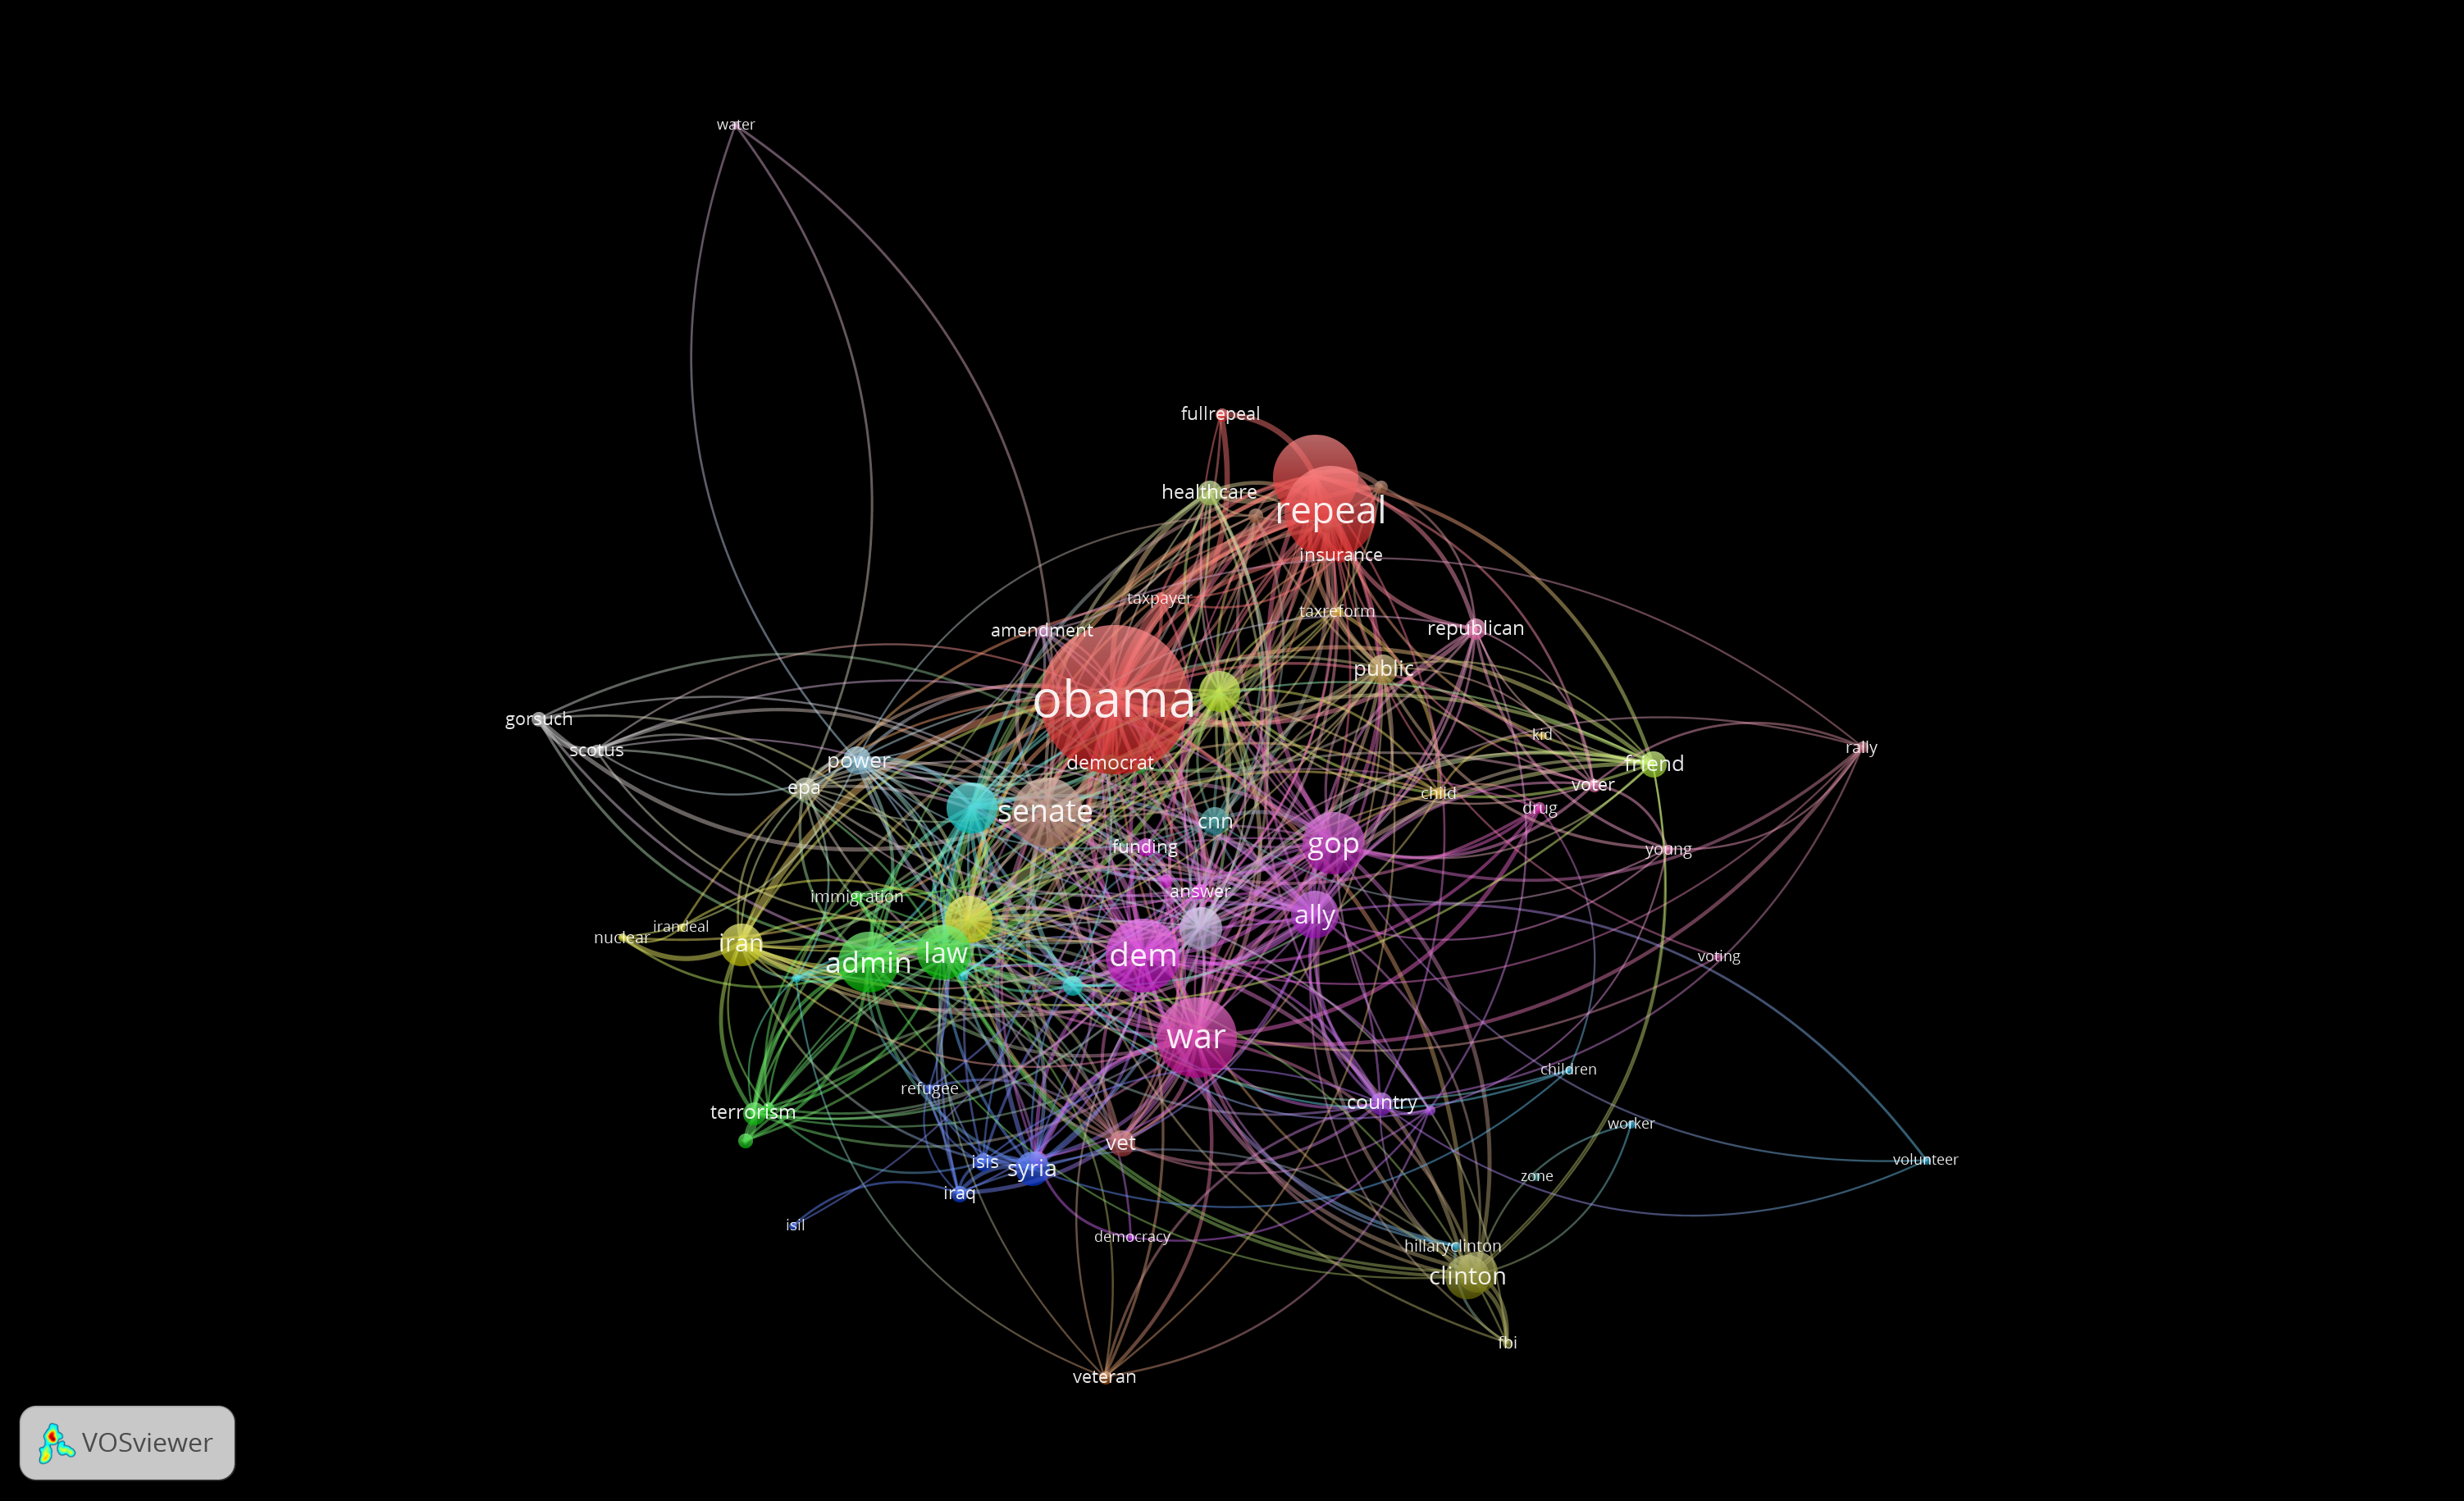 water
fullrepeal
healthcare
repeal
insurance
taxpayer
taxreform
amendment
republican
public
obama
gorsuch
kid
rally
scotus
power
democrat
friend
epa
voter
child
senate
drug
cnn
gop
funding
young
answer
immigration
ally
irandeal
nuclear
iran
law
dem
voting
admin
war
children
refugee
country
terrorism
worker
vet
isis
syria
volunteer
zone
iraq
isil
democracy
hillaryclinton
clinton
fbi
veteran
VOSviewer